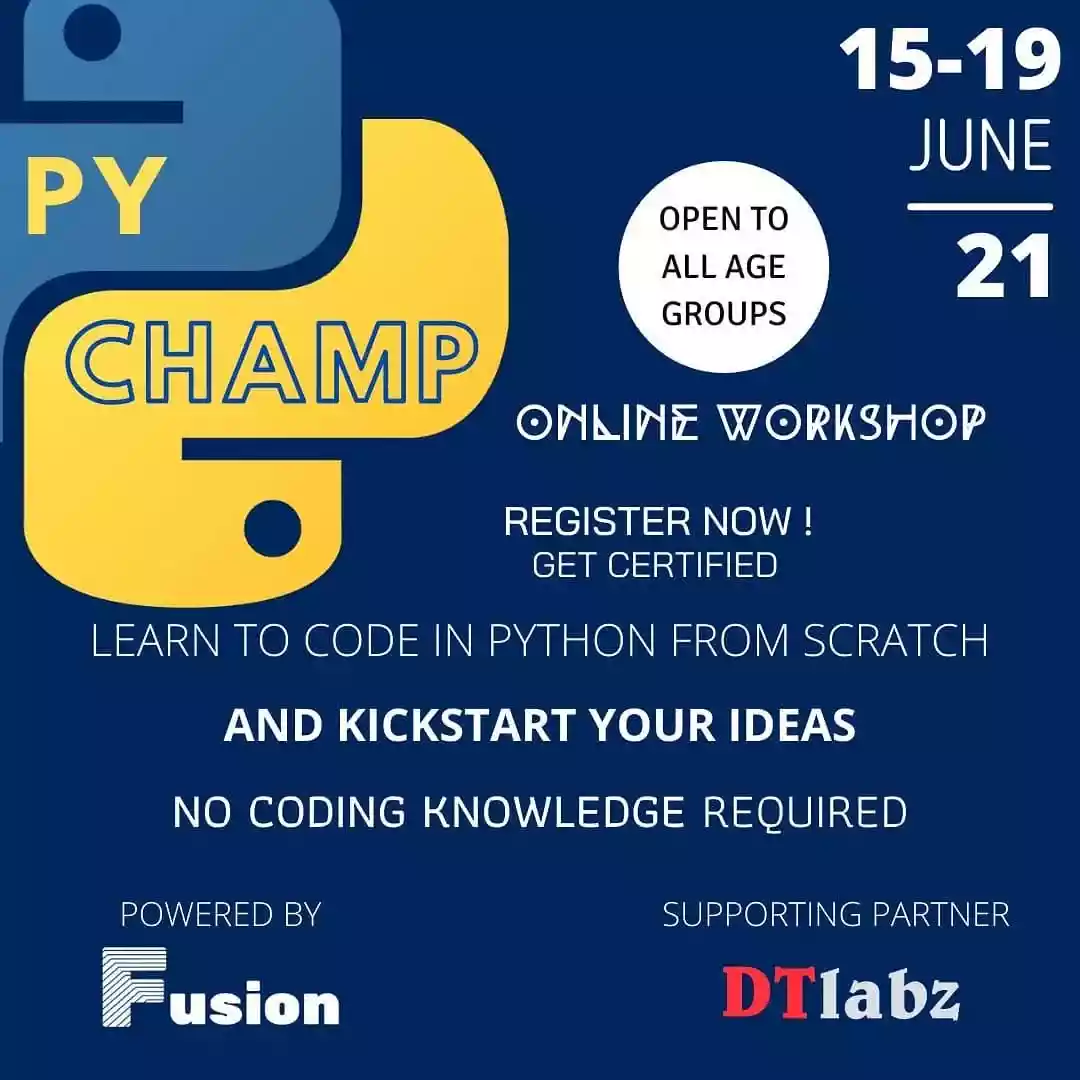 15-19
JUNE
21
PY
CHAMP
OPEN TO
ALL AGE
GROUPS
ONLINE WORKSHOP
REGISTER NOW !
GET CERTIFIED
LEARN TO CODE IN PYTHON FROM SCRATCH
AND KICKSTART YOUR IDEAS
NO CODING KNOWLEDGE REQUIRED
POWERED BY
Fusion
SUPPORTING PARTNER
DTlabz